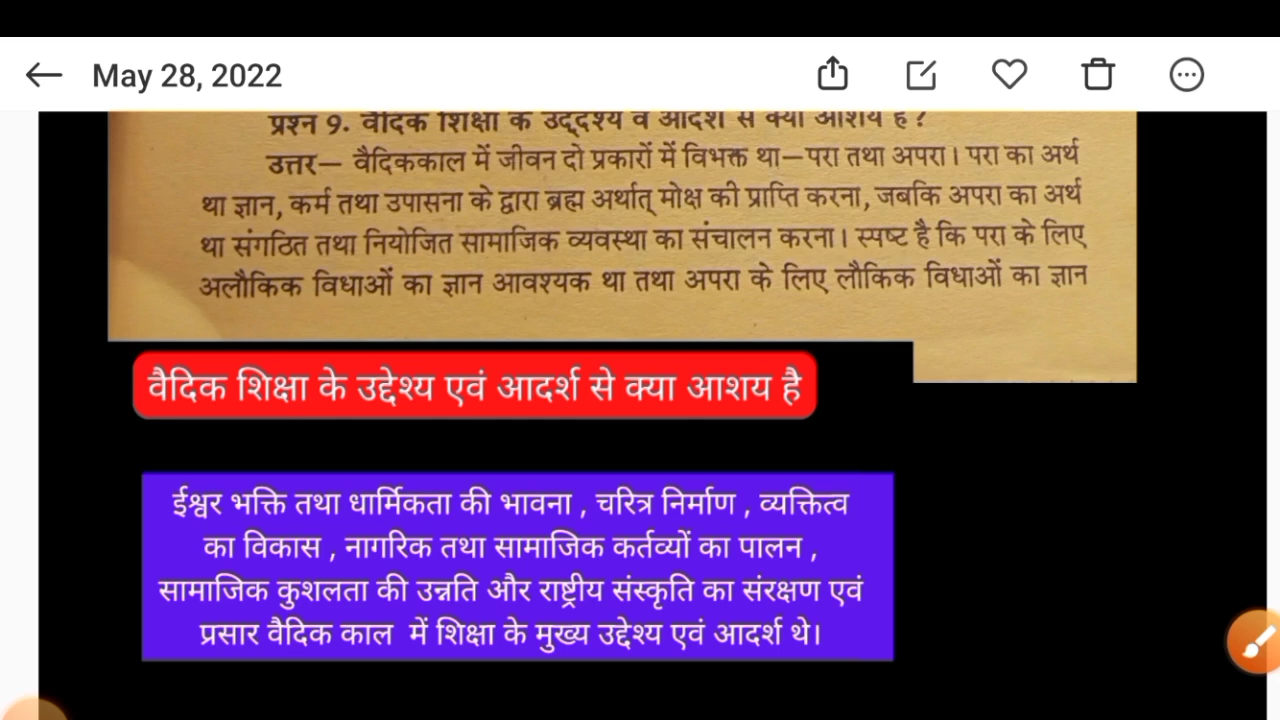 May 28, 2022
प्रश्न 9. वैदिक शिक्षा के उद्देश्य व आदर्श से क्या आशय है ?
उत्तर— वैदिककाल में जीवन दो प्रकारों में विभक्त था—परा तथा अपरा। परा का अर्थ
था ज्ञान, कर्म तथा उपासना के द्वारा ब्रह्म अर्थात् मोक्ष की प्राप्ति करना, जबकि अपरा का अर्थ
था संगठित तथा नियोजित सामाजिक व्यवस्था का संचालन करना। स्पष्ट है कि परा के लिए
अलौकिक विधाओं का ज्ञान आवश्यक था तथा अपरा के लिए लौकिक विधाओं का ज्ञान
वैदिक शिक्षा के उद्देश्य एवं आदर्श से क्या आशय है
ईश्वर भक्ति तथा धार्मिकता की भावना , चरित्र निर्माण , व्यक्तित्व
का विकास , नागरिक तथा सामाजिक कर्तव्यों का पालन ,
सामाजिक कुशलता की उन्नति और राष्ट्रीय संस्कृति का संरक्षण एवं
प्रसार वैदिक काल में शिक्षा के मुख्य उद्देश्य एवं आदर्श थे।